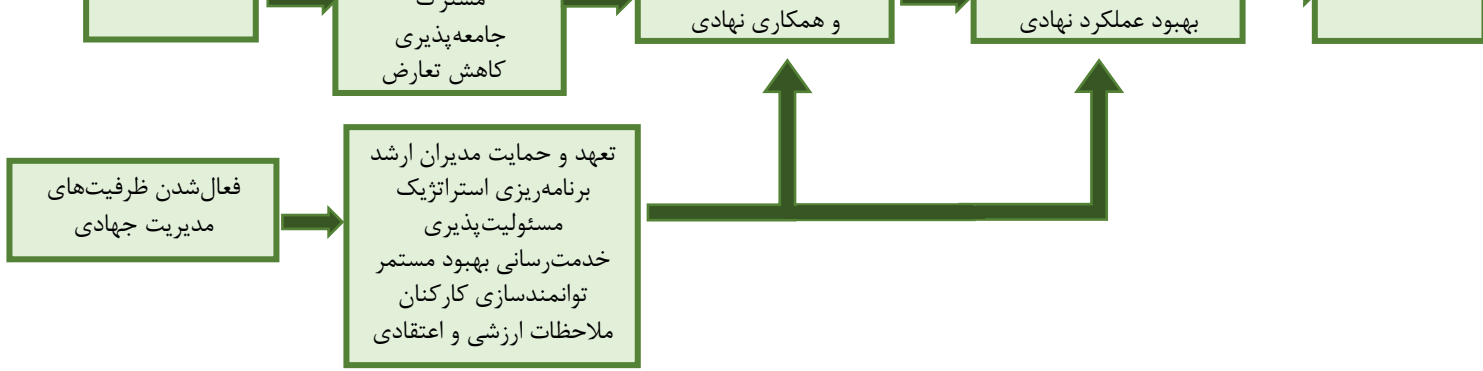 مشترک
جامعه‌پذیری
کاهش تعارض
و همکاری نهادی
بهبود عملکرد نهادی
فعال‌شدن ظرفیت‌های
مدیریت جهادی
تعهد و حمایت مدیران ارشد
برنامه‌ریزی استراتژیک
مسئولیت‌پذیری
خدمت‌رسانی بهبود مستمر
توانمندسازی کارکنان
ملاحظات ارزشی و اعتقادی